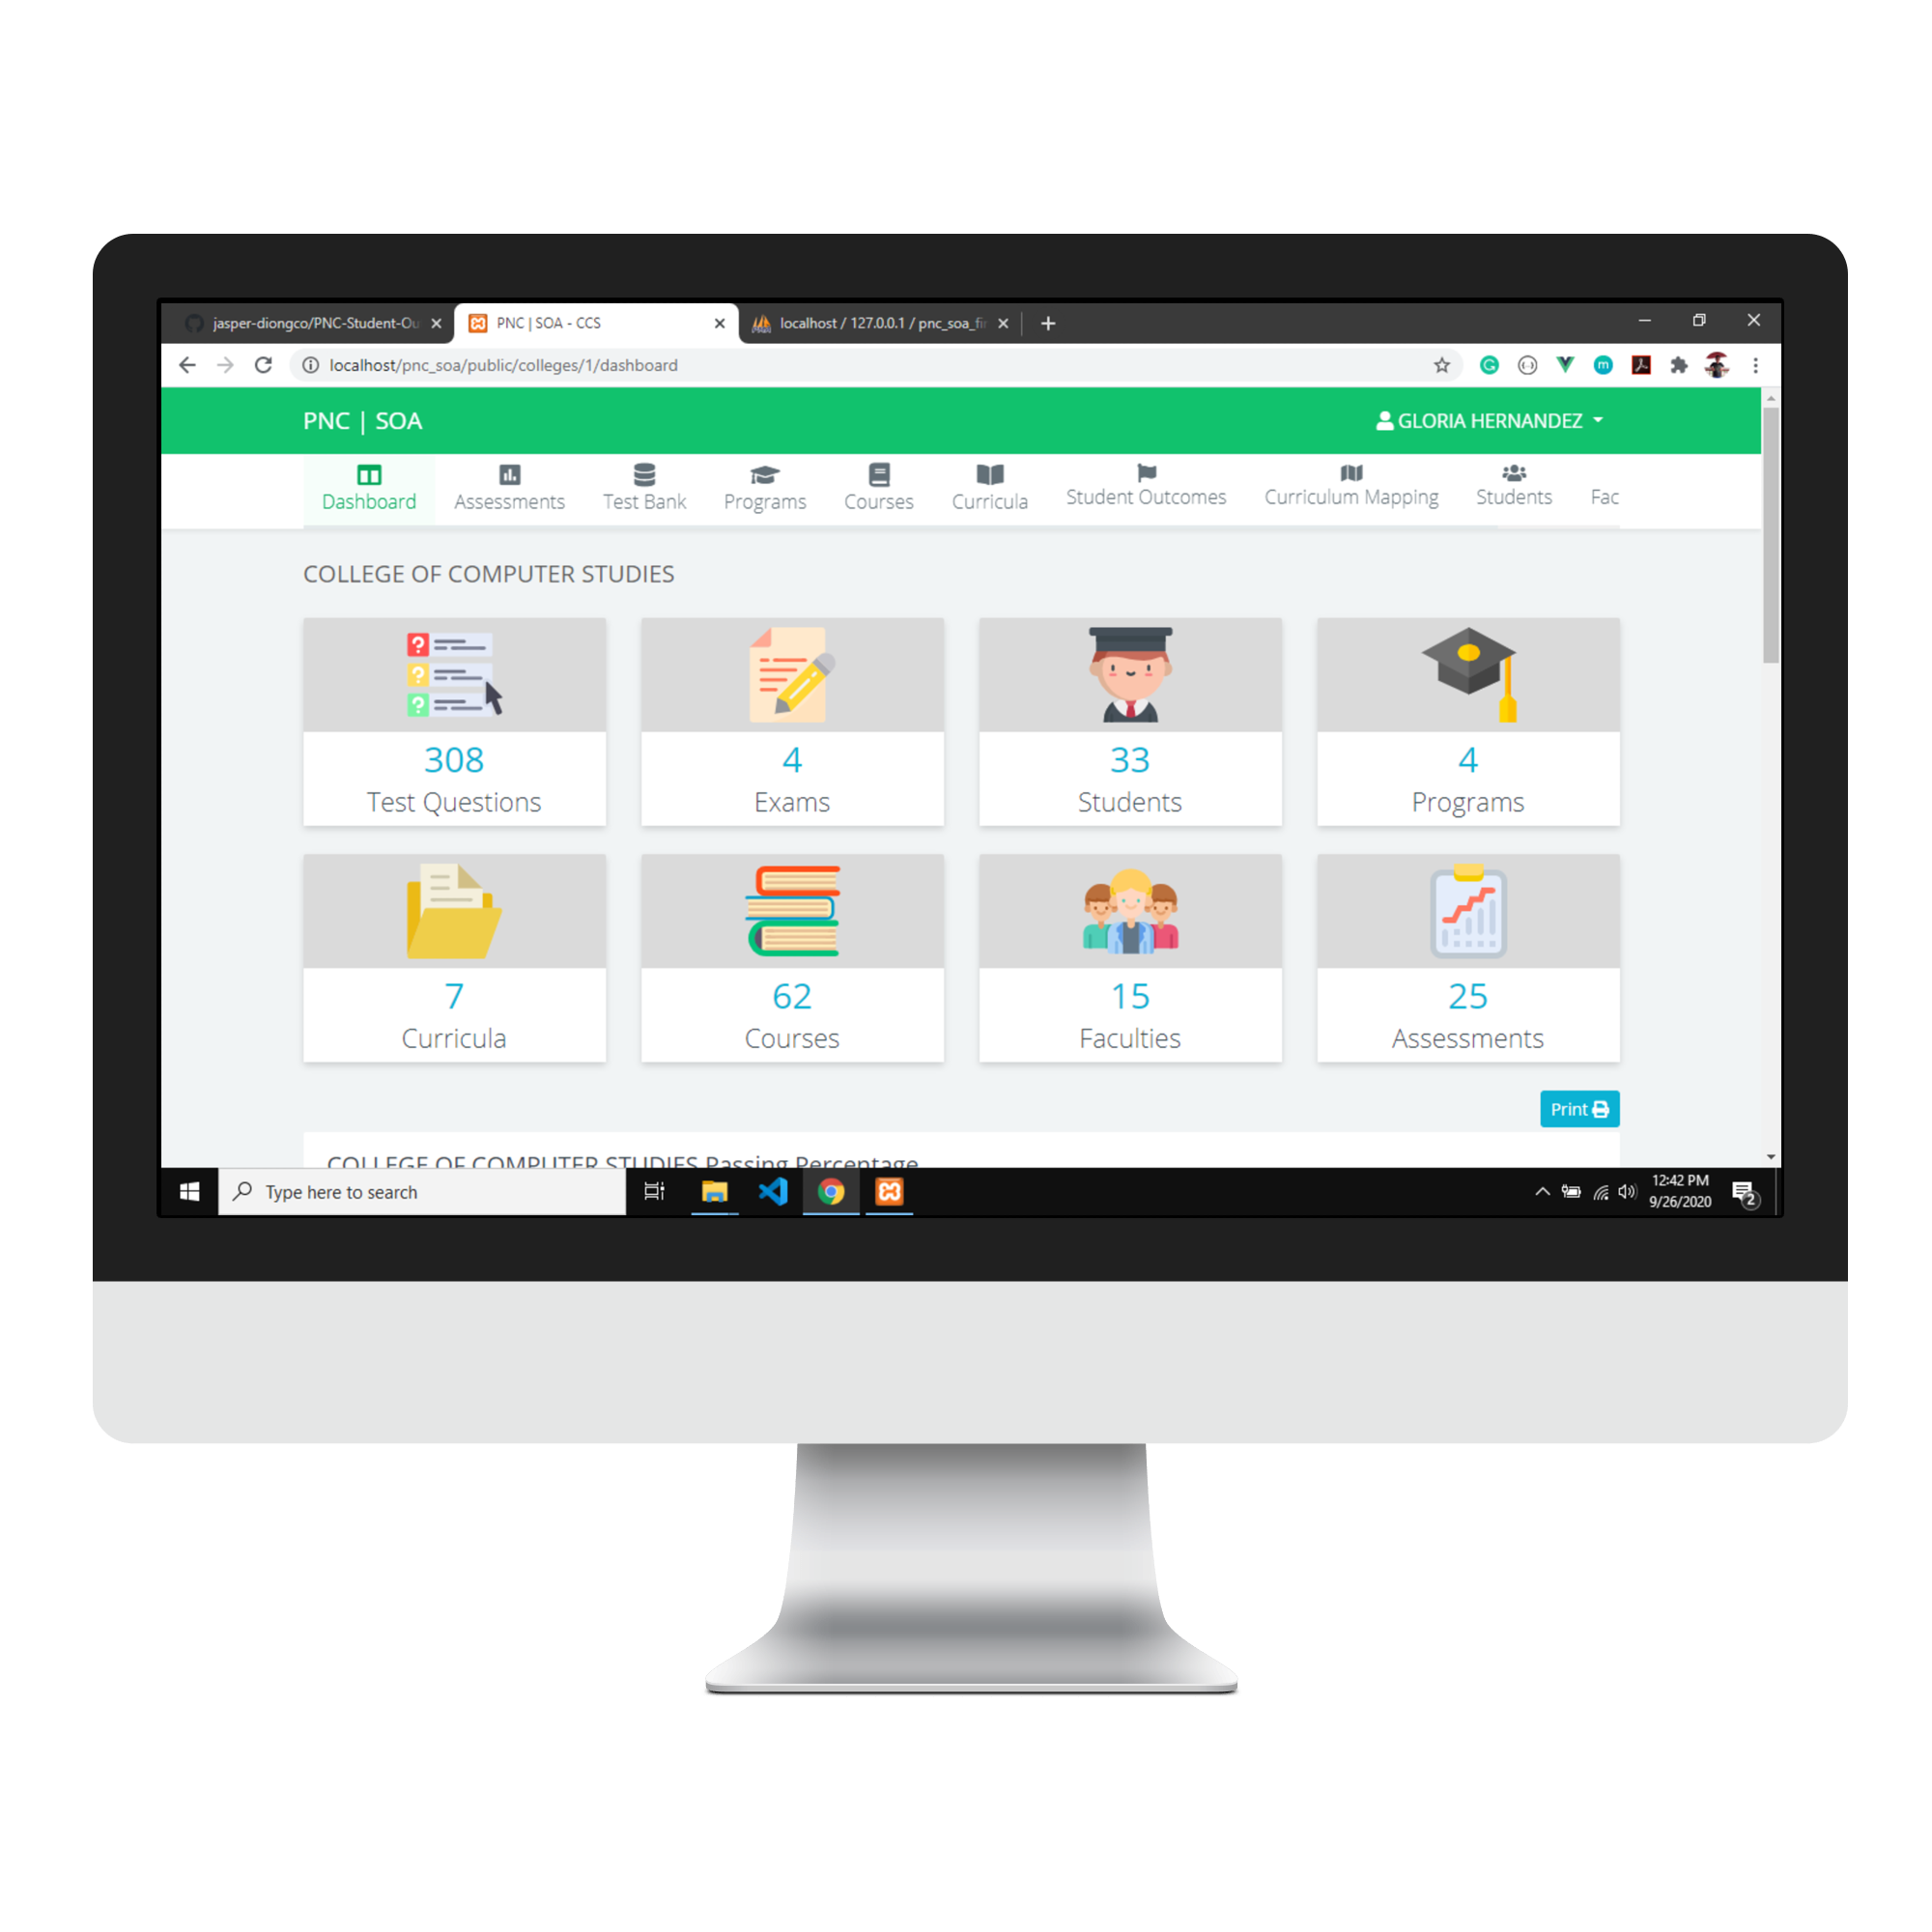 jasper-diongco/PNC-Student-Ou
PNC | SOA - CCS
localhost / 127.0.0.1 / pnc_soa_fir
localhost/pnc_soa/public/colleges/1/dashboard
PNC | SOA
GLORIA HERNANDEZ
Dashboard
Assessments
Test Bank
Programs
Courses
Curricula
Student Outcomes
Curriculum Mapping
Students
Fac
COLLEGE OF COMPUTER STUDIES
308
Test Questions
4
Exams
33
Students
4
Programs
7
Curricula
62
Courses
15
Faculties
25
Assessments
Print
COLLEGE OF COMPUTER STUDIES Passing Percentage
Type here to search
12:42 PM
9/26/2020
2